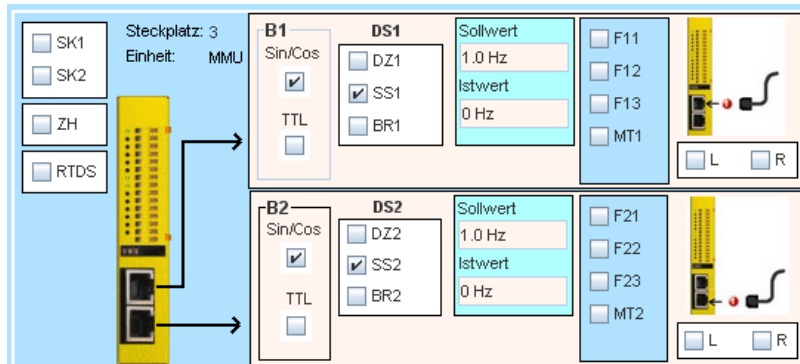 SK1
SK2
ZH
RTDS
Steckplatz: 3
Einheit: MMU
B1
Sin/Cos
TTL
DS1
DZ1
SS1
BR1
Sollwert
1.0 Hz
Istwert
0 Hz
F11
F12
F13
MT1
L R
B2
Sin/Cos
TTL
DS2
DZ2
SS2
BR2
Sollwert
1.0 Hz
Istwert
0 Hz
F21
F22
F23
MT2
L R